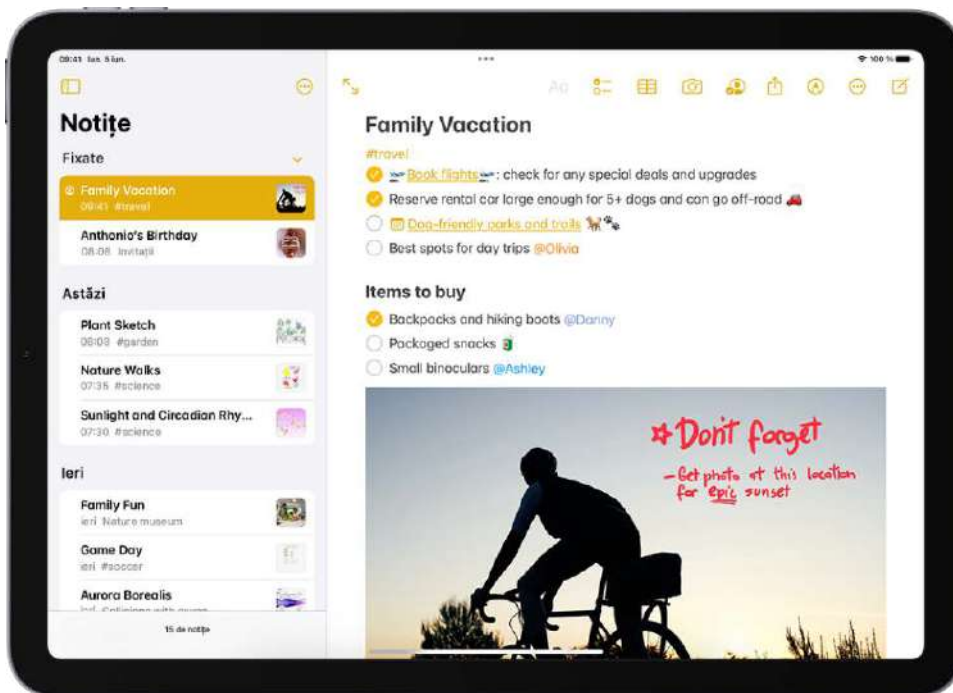 09:41 lun. 5 iun.
100 %
Notițe
Fixate
Family Vacation
09:41 #travel
Anthonio's Birthday
08:08 Invitații
Astăzi
Plant Sketch
08:03 #garden
Nature Walks
07:35 #science
Sunlight and Circadian Rhy...
07:30 #science
Ieri
Family Fun
ieri Nature museum
Game Day
ieri #soccer
Aurora Borealis
15 de notițe
Aa
Family Vacation
#travel
Book flights: check for any special deals and upgrades
Reserve rental car large enough for 5+ dogs and can go off-road
Dog-friendly parks and trails
Best spots for day trips @Olivia
Items to buy
Backpacks and hiking boots @Danny
Packaged snacks
Small binoculars @Ashley
Don't forget
- Get photo at this location
for epic sunset